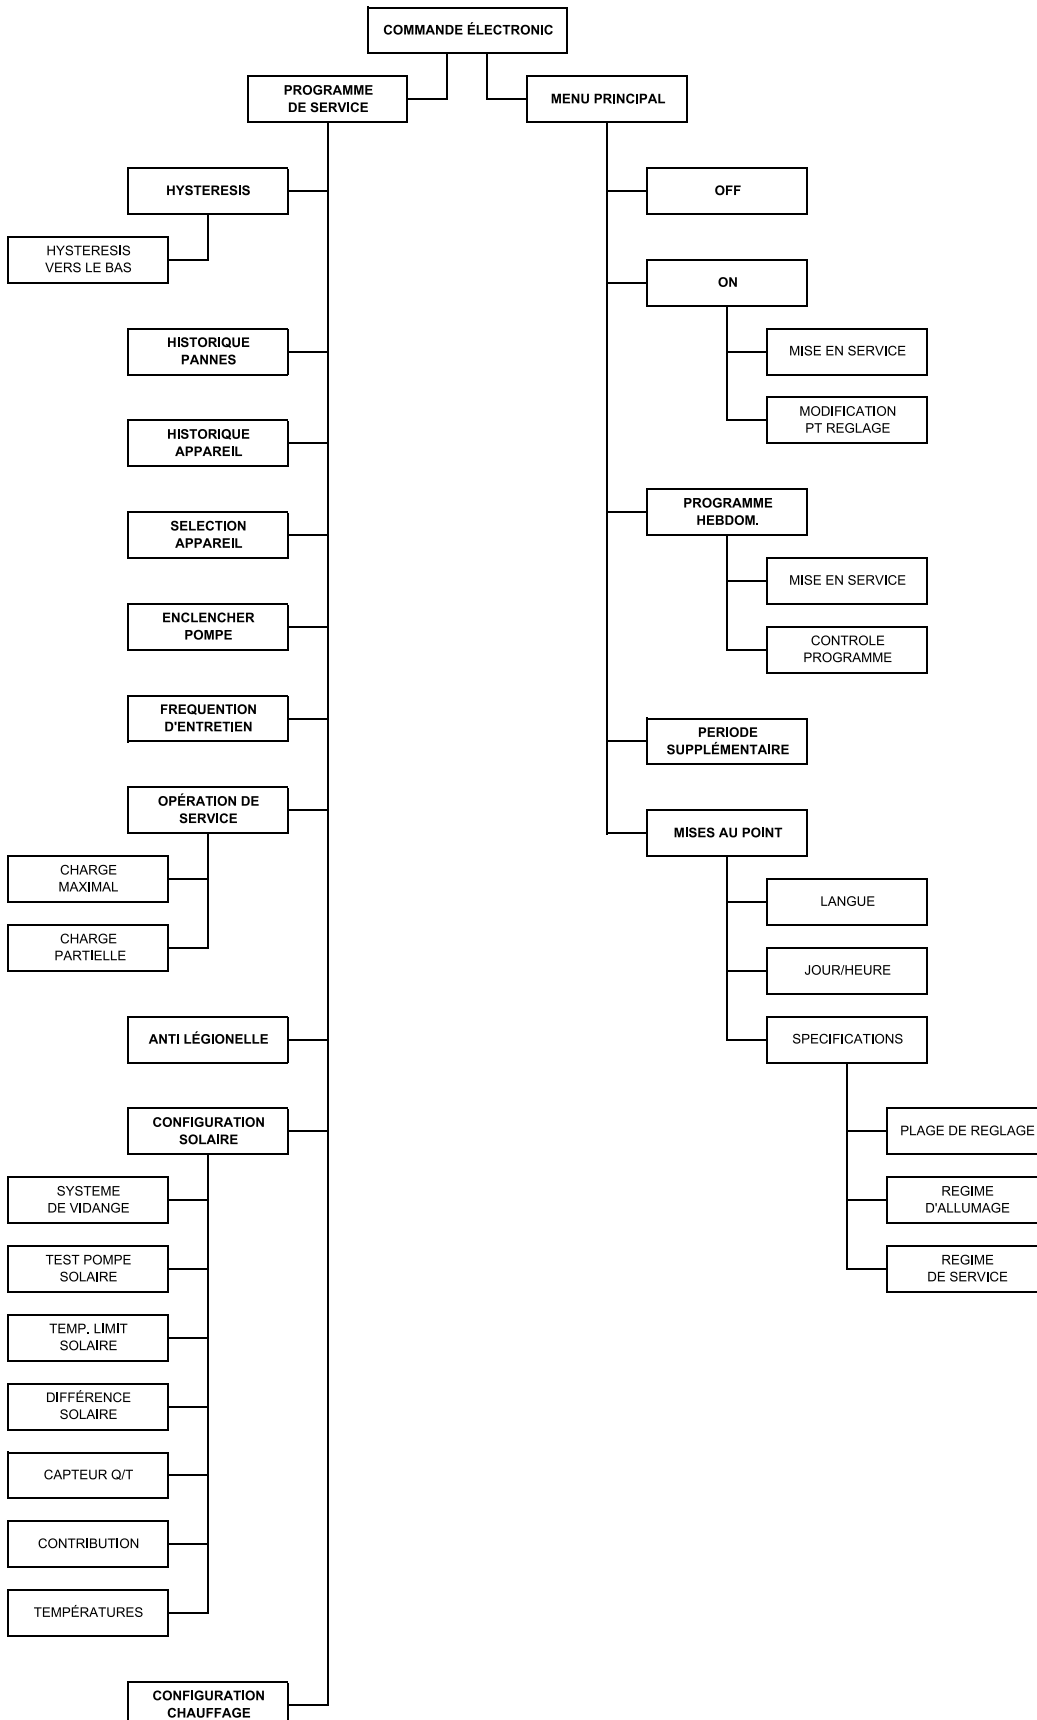 COMMANDE ÉLECTRONIC
PROGRAMME
DE SERVICE
HYSTERESIS
HYSTERESIS
VERS LE BAS
HISTORIQUE
PANNES
HISTORIQUE
APPAREIL
SELECTION
APPAREIL
ENCLENCHER
POMPE
FREQUENTION
D'ENTRETIEN
OPÉRATION DE
SERVICE
CHARGE
MAXIMAL
CHARGE
PARTIELLE
ANTI LÉGIONELLE
CONFIGURATION
SOLAIRE
SYSTEME
DE VIDANGE
TEST POMPE
SOLAIRE
TEMP. LIMIT
SOLAIRE
DIFFÉRENCE
SOLAIRE
CAPTEUR Q/T
CONTRIBUTION
TEMPÉRATURES
CONFIGURATION
CHAUFFAGE
MENU PRINCIPAL
OFF
ON
MISE EN SERVICE
MODIFICATION
PT REGLAGE
PROGRAMME
HEBDOM.
MISE EN SERVICE
CONTROLE
PROGRAMME
PERIODE
SUPPLÉMENTAIRE
MISES AU POINT
LANGUE
JOUR/HEURE
SPECIFICATIONS
PLAGE DE REGLAGE
REGIME
D'ALLUMAGE
REGIME
DE SERVICE